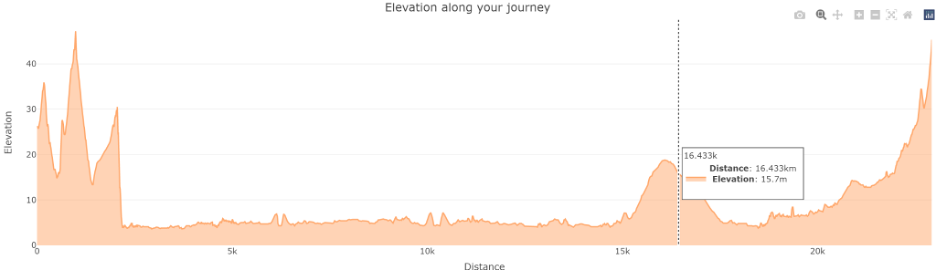 Elevation along your journey
Elevation
40
30
20
10
0
16.433k
Distance: 16.433km
Elevation: 15.7m
0
5k
10k
15k
20k
Distance